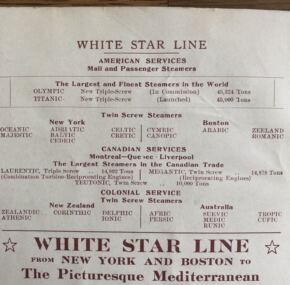 WHITE STAR LINE
AMERICAN SERVICES
Mail and Passenger Steamers
The Largest and Finest Steamers in the World
OLYMPIC New Triple-Screw (In Commission) 45,324 Tons
TITANIC New Triple-Screw (Launched) 45,000 Tons
Twin Screw Steamers
New York Boston
OCEANIC ADRIATIC CELTIC CYMRIC ARABIC ZEELAND
MAJESTIC BALTIC CRETIC CANOPIC ROMANI
CEDRIC
CANADIAN SERVICES
Montreal—Quebec—Liverpool
The Largest Steamers in the Canadian Trade
LAURENTIC, Triple Screw .. 14,892 Tons MEGANTIC, Twin Screw 14,878 Tons
(Combination Turbine-Reciprocating Engines) (Reciprocating Engines)
TEUTONIC, Twin Screw .. 10,000 Tons
COLONIAL SERVICE
Twin Screw Steamers
New Zealand Australia
ZEALANDIC CORINTHIC DELPHIC AFRIC SUEVIC TROPIC
ATHENIC IONIC PERSIC MEDIC CUFIC
RUNIC
☆ WHITE STAR LINE ☆
FROM NEW YORK AND BOSTON TO
The Picturesque Mediterranean